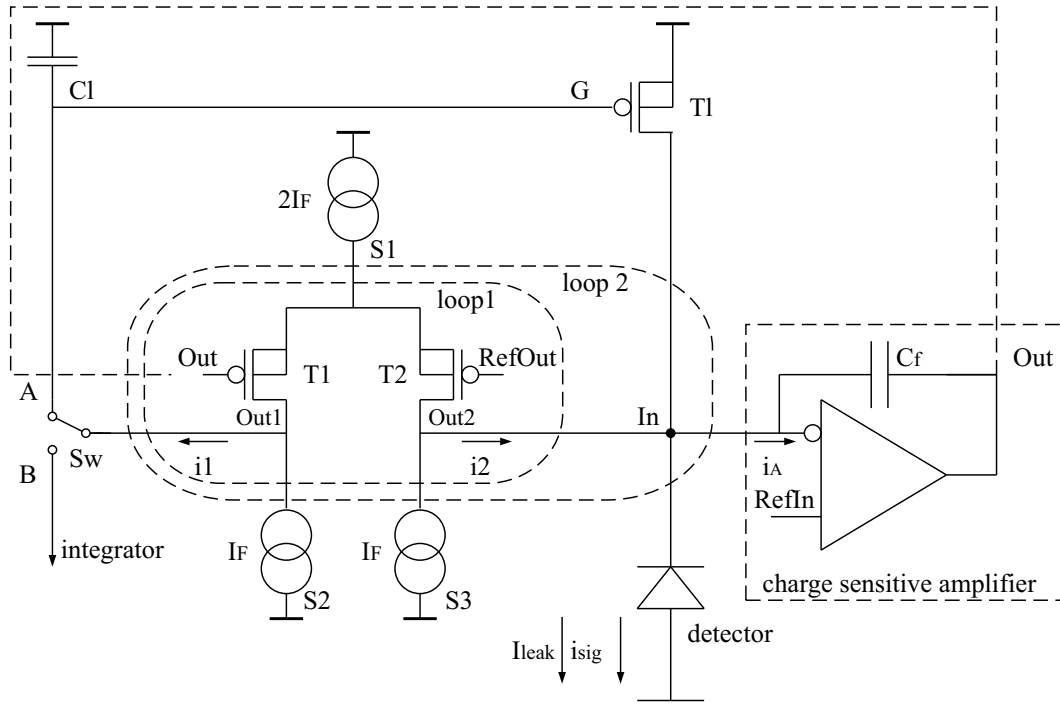 Cl
G
Tl
2IF
S1
loop 2
loop1
Out
RefOut
Cf
Out
T1
T2
A
Out1
Out2
In
Sw
i1
i2
iA
B
RefIn
integrator
IF
IF
S2
S3
charge sensitive amplifier
detector
Ileak
isig